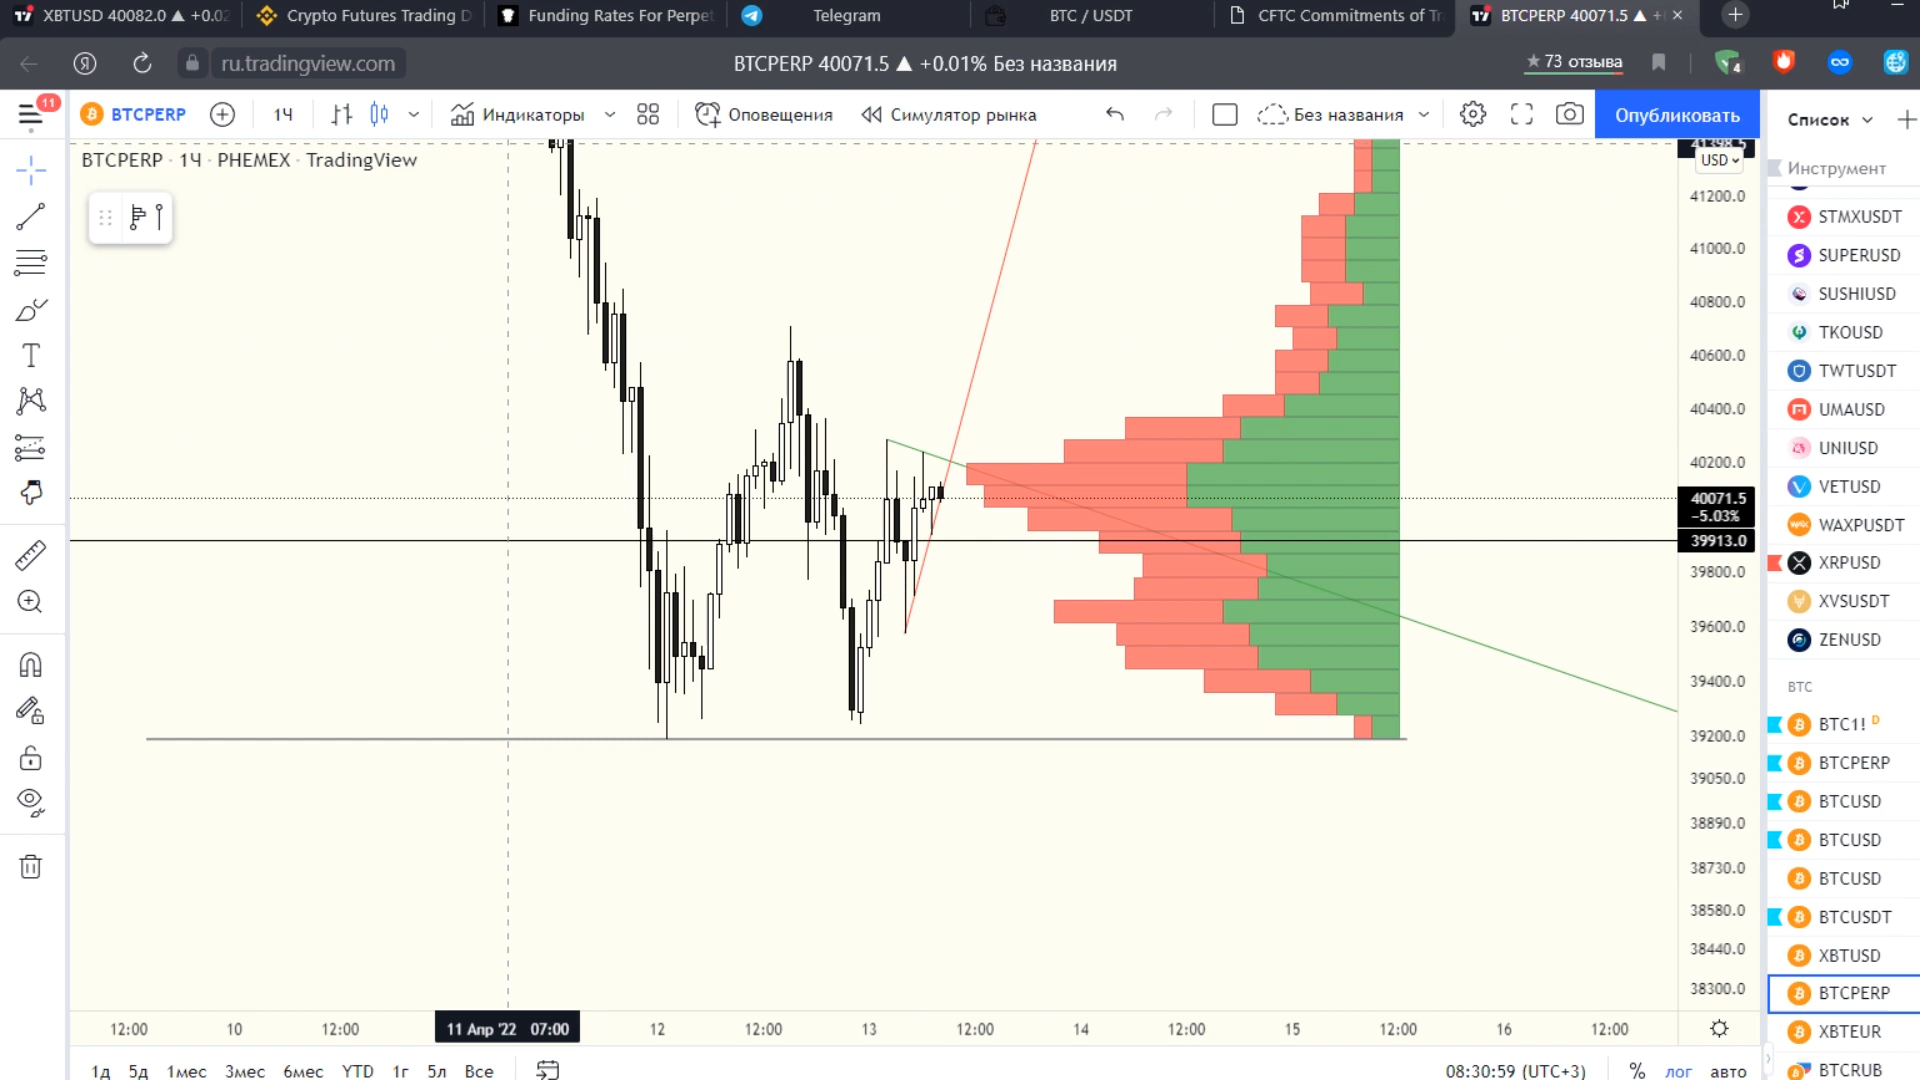 XBTUSD 40082.0 ▲ +0.02
Crypto Futures Trading D
Funding Rates For Perpet
Telegram
BTC / USDT
CFTC Commitments of Tr
BTCPERP 40071.5 ▲ +
ru.tradingview.com
BTCPERP 40071.5 ▲ +0.01% Без названия
★ 73 отзыва
4
11
BTCPERP
1Ч
Индикаторы
Оповещения
Симулятор рынка
Без названия
Опубликовать
Список
BTCPERP · 1Ч · PHEMEX · TradingView
41398.5
USD
41200.0
41000.0
40800.0
40600.0
40400.0
40200.0
40071.5
−5.03%
39913.0
39800.0
39600.0
39400.0
39200.0
39050.0
38890.0
38730.0
38580.0
38440.0
38300.0
Инструмент
STMXUSDT
SUPERUSD
SUSHIUSD
TKOUSD
TWTUSDT
UMAUSD
UNIUSD
VETUSD
WAXPUSDT
XRPUSD
XVSUSDT
ZENUSD
BTC
BTC1! D
BTCPERP
BTCUSD
BTCUSD
BTCUSD
BTCUSDT
XBTUSD
BTCPERP
XBTEUR
BTCRUB
12:00 10 12:00 11 Апр '22 07:00 12 12:00 13 12:00 14 12:00 15 12:00 16 12:00
1д 5д 1мес 3мес 6мес YTD 1г 5л Все
08:30:59 (UTC+3) % лог авто